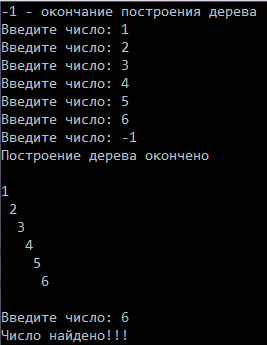 -1 - окончание построения дерева
Введите число: 1
Введите число: 2
Введите число: 3
Введите число: 4
Введите число: 5
Введите число: 6
Введите число: -1
Построение дерева окончено
1
2
3
4
5
6
Введите число: 6
Число найдено!!!